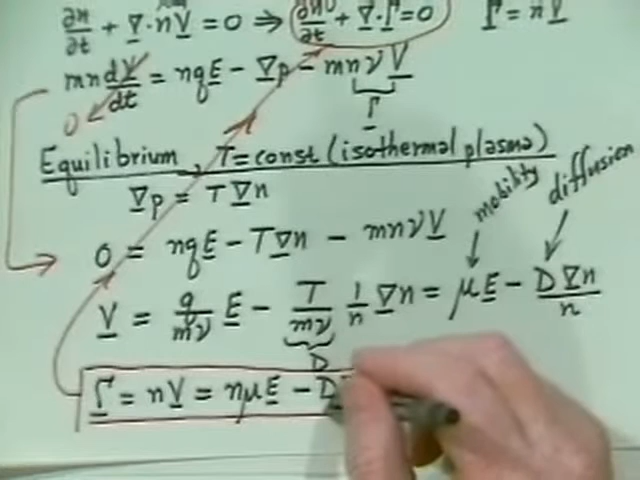 ∂n/∂t + ∇·nV = 0 ⇒ ∂n/∂t + ∇·Γ = 0 Γ = nV
mn dV/dt = nqE - ∇p - mnνV
0 Γ
Equilibrium, T = const (isothermal plasma)
∇p = T∇n
mobility diffusion
0 = nqE - T∇n - mnνV
V = q/mν E - T/mν 1/n ∇n = μE - D∇n/n
D
Γ = nV = nμE - D